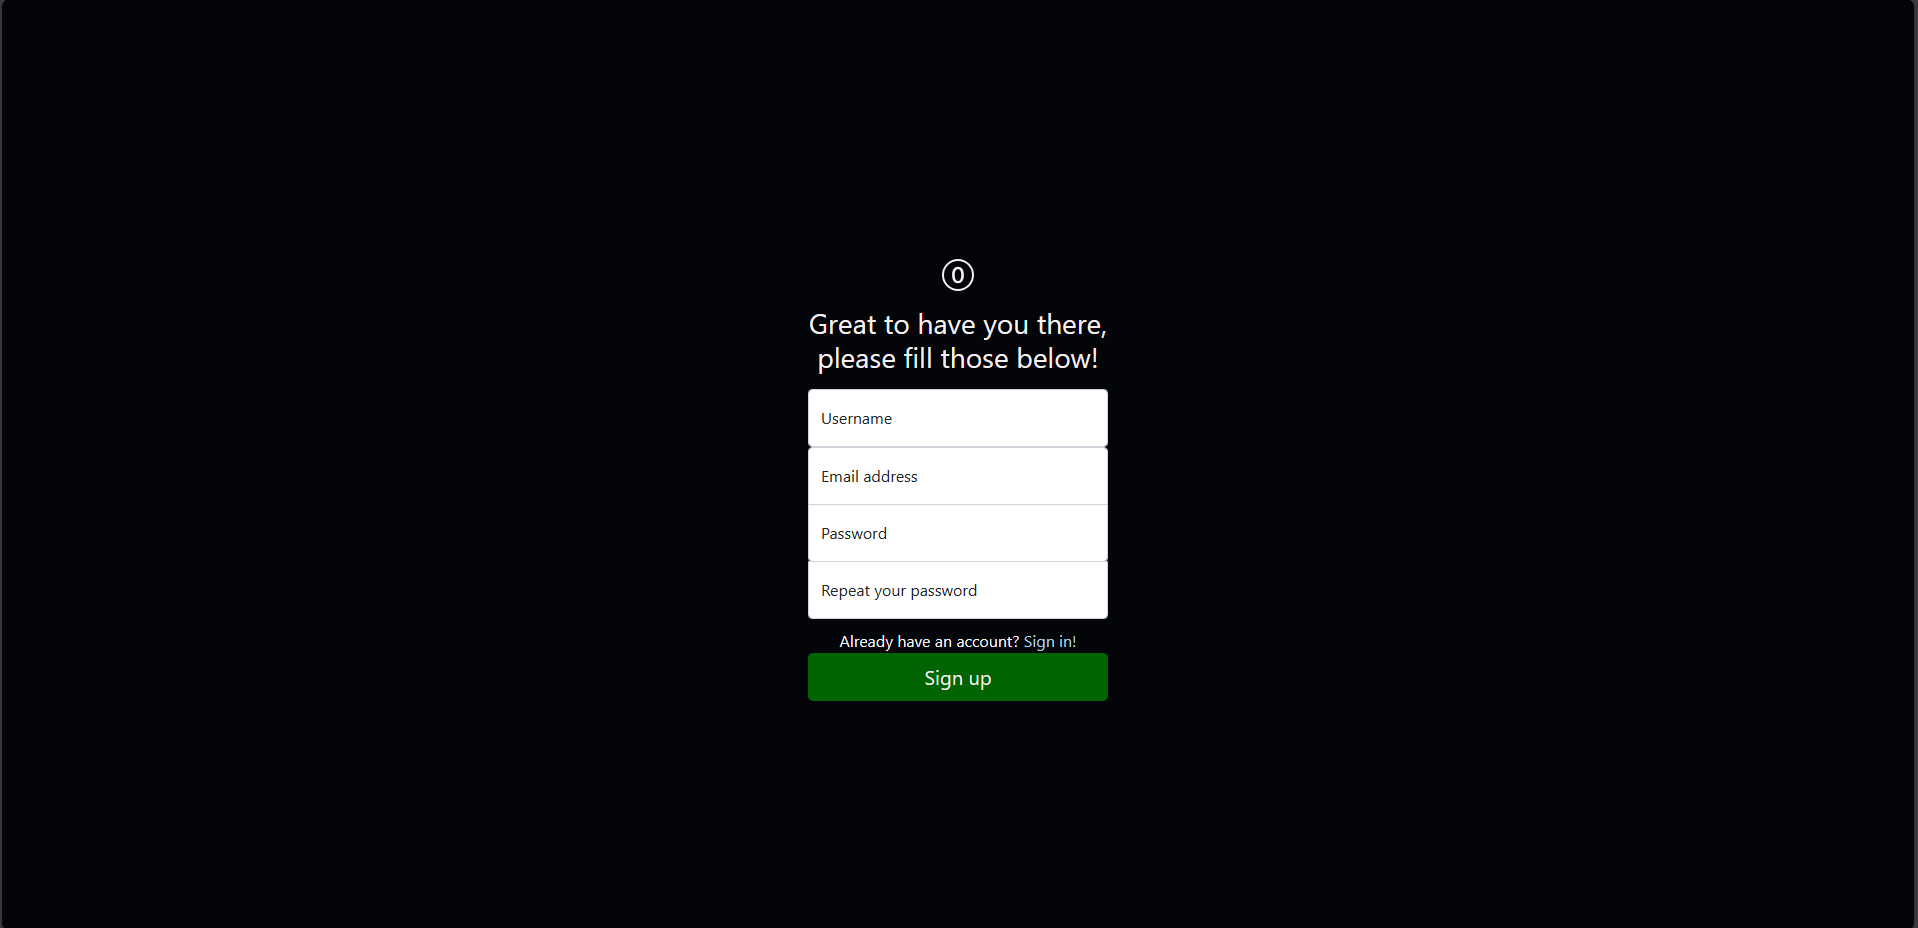 0
Great to have you there,
please fill those below!
Username
Email address
Password
Repeat your password
Already have an account? Sign in!
Sign up